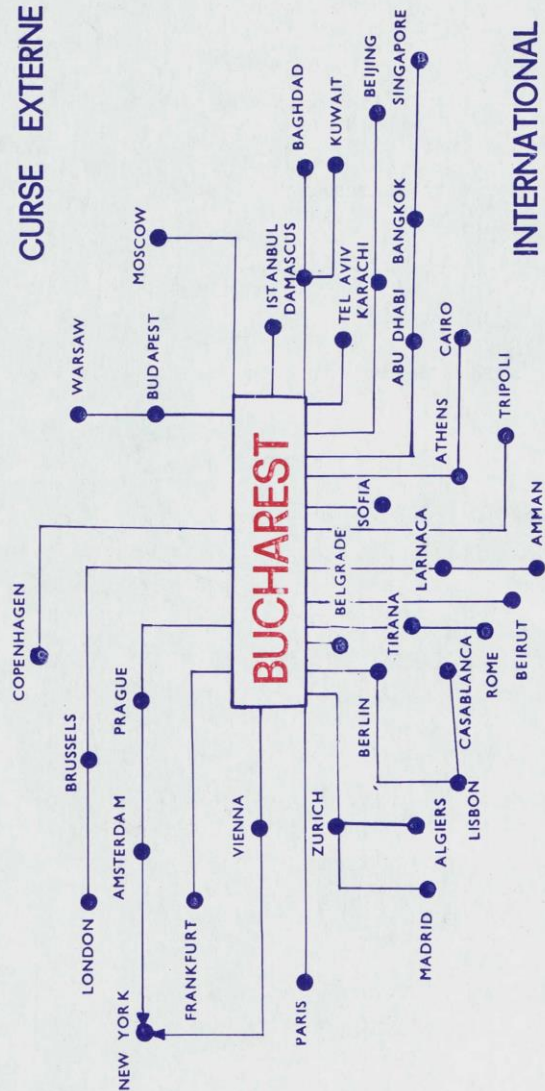 CURSE EXTERNE
WARSAW
MOSCOW
BUDAPEST
COPENHAGEN
BRUSSELS
LONDON
PRAGUE
AMSTERDAM
NEW YORK
FRANKFURT
VIENNA
BUCHAREST
ISTANBUL
DAMASCUS
BAGHDAD
KUWAIT
TEL AVIV
KARACHI
BEIJING
ABU DHABI
BANGKOK
SINGAPORE
PARIS
ZURICH
MADRID
ALGIERS
BERLIN
LISBON
CASABLANCA
BELGRADE
TIRANA
ROME
BEIRUT
SOFIA
LARNACA
AMMAN
ATHENS
CAIRO
TRIPOLI
INTERNATIONAL